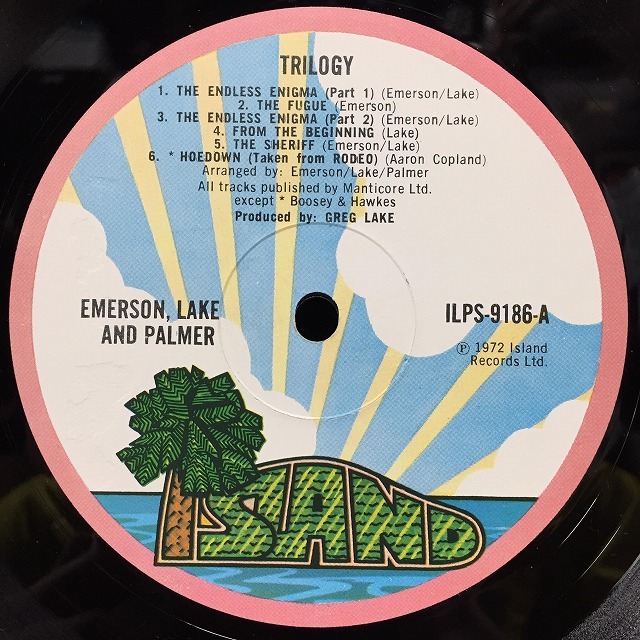 TRILOGY
1. THE ENDLESS ENIGMA (Part 1) (Emerson/Lake)
2. THE FUGUE (Emerson)
3. THE ENDLESS ENIGMA (Part 2) (Emerson/Lake)
4. FROM THE BEGINNING (Lake)
5. THE SHERIFF (Emerson/Lake)
6. * HOEDOWN (Taken from RODEO) (Aaron Copland)
Arranged by: Emerson/Lake/Palmer
All tracks published by Manticore Ltd.
except * Boosey & Hawkes
Produced by: GREG LAKE
EMERSON, LAKE
AND PALMER
ILPS-9186-A
Ⓟ 1972 Island
Records Ltd.
ISLAND